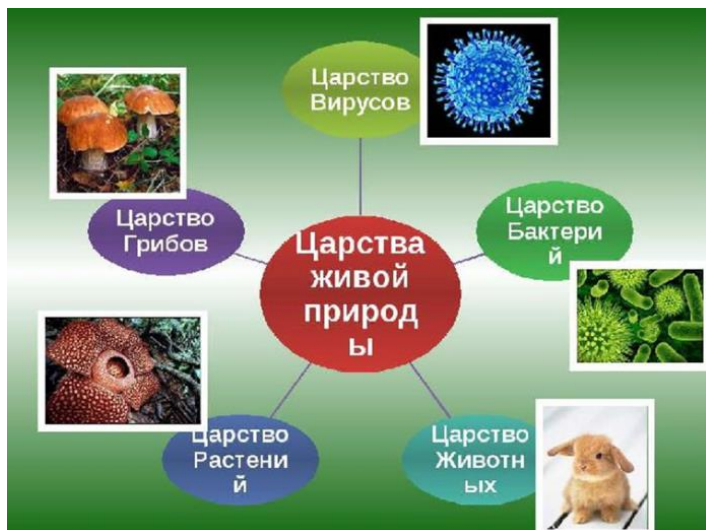 Царство
Вирусов
Царство
Грибов
Царство
Бактери
й
Царства
живой
природ
ы
Царство
Растени
й
Царство
Животн
ых